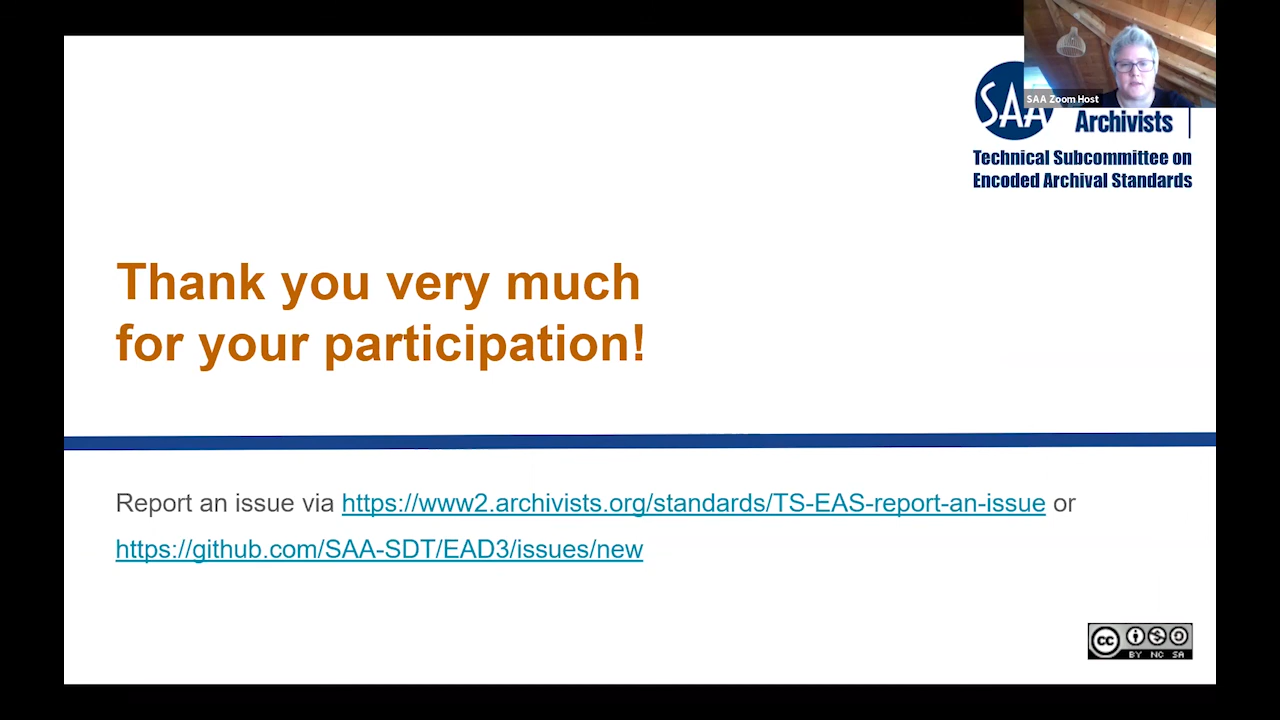 SAA Zoom Host
SAA
Archivists
Technical Subcommittee on
Encoded Archival Standards
Thank you very much
for your participation!
Report an issue via https://www2.archivists.org/standards/TS-EAS-report-an-issue or
https://github.com/SAA-SDT/EAD3/issues/new
cc
BY NC SA